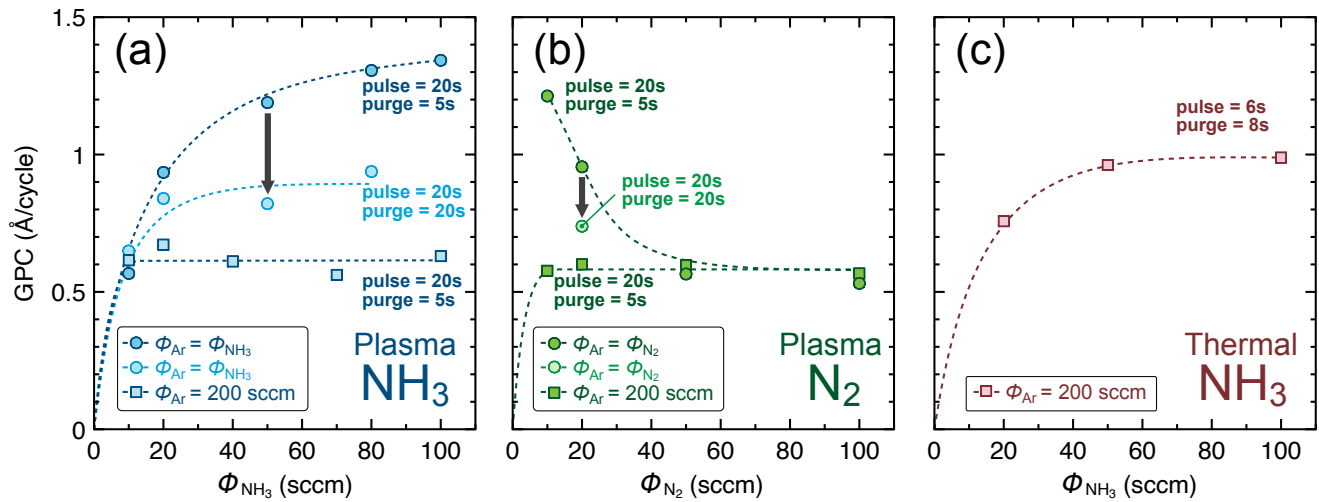 (a)
pulse = 20s
purge = 5s
pulse = 20s
purge = 20s
pulse = 20s
purge = 5s
Φ_Ar = Φ_NH₃
Φ_Ar = Φ_NH₃
Φ_Ar = 200 sccm
Plasma
NH₃
GPC (Å/cycle)
1.5
1
0.5
0
0 20 40 60 80 100
Φ_NH₃ (sccm)
(b)
pulse = 20s
purge = 5s
pulse = 20s
purge = 20s
pulse = 20s
purge = 5s
Φ_Ar = Φ_N₂
Φ_Ar = Φ_N₂
Φ_Ar = 200 sccm
Plasma
N₂
0 20 40 60 80 100
Φ_N₂ (sccm)
(c)
pulse = 6s
purge = 8s
Φ_Ar = 200 sccm
Thermal
NH₃
0 20 40 60 80 100
Φ_NH₃ (sccm)